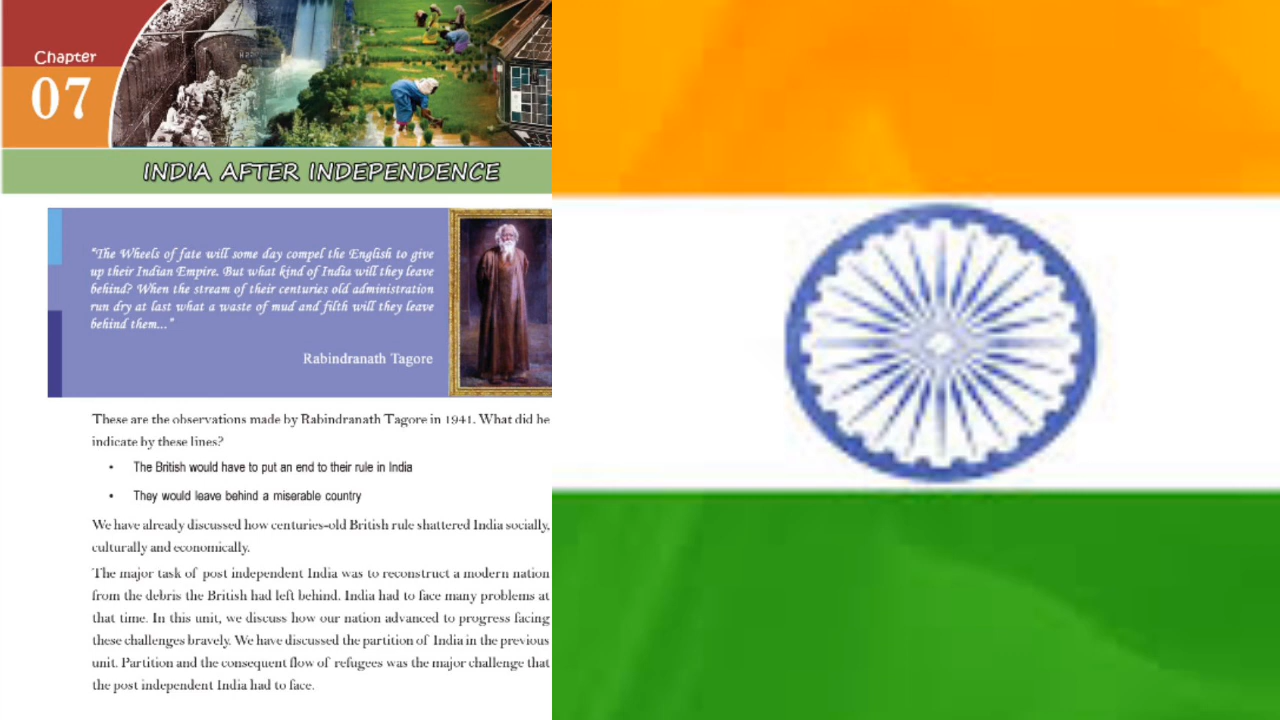 Chapter
07
INDIA AFTER INDEPENDENCE
"The Wheels of fate will some day compel the English to give
up their Indian Empire. But what kind of India will they leave
behind? When the stream of their centuries old administration
run dry at last what a waste of mud and filth will they leave
behind them..."
Rabindranath Tagore
These are the observations made by Rabindranath Tagore in 1941. What did he
indicate by these lines?
• The British would have to put an end to their rule in India
• They would leave behind a miserable country
We have already discussed how centuries-old British rule shattered India socially,
culturally and economically.
The major task of post independent India was to reconstruct a modern nation
from the debris the British had left behind. India had to face many problems at
that time. In this unit, we discuss how our nation advanced to progress facing
these challenges bravely. We have discussed the partition of India in the previous
unit. Partition and the consequent flow of refugees was the major challenge that
the post independent India had to face.